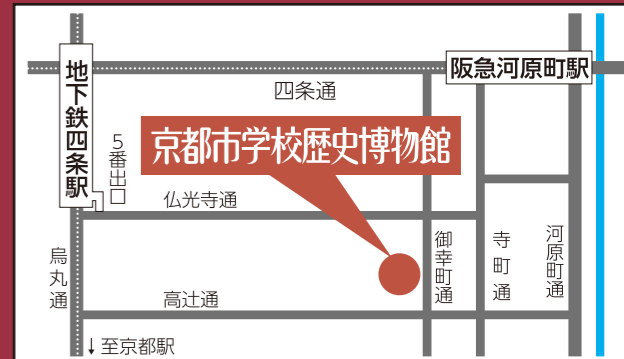 阪急河原町駅
地下鉄四条駅
四条通
5番出口
京都市学校歴史博物館
仏光寺通
御幸町通
寺町通
河原町通
烏丸通
高辻通
↓至京都駅